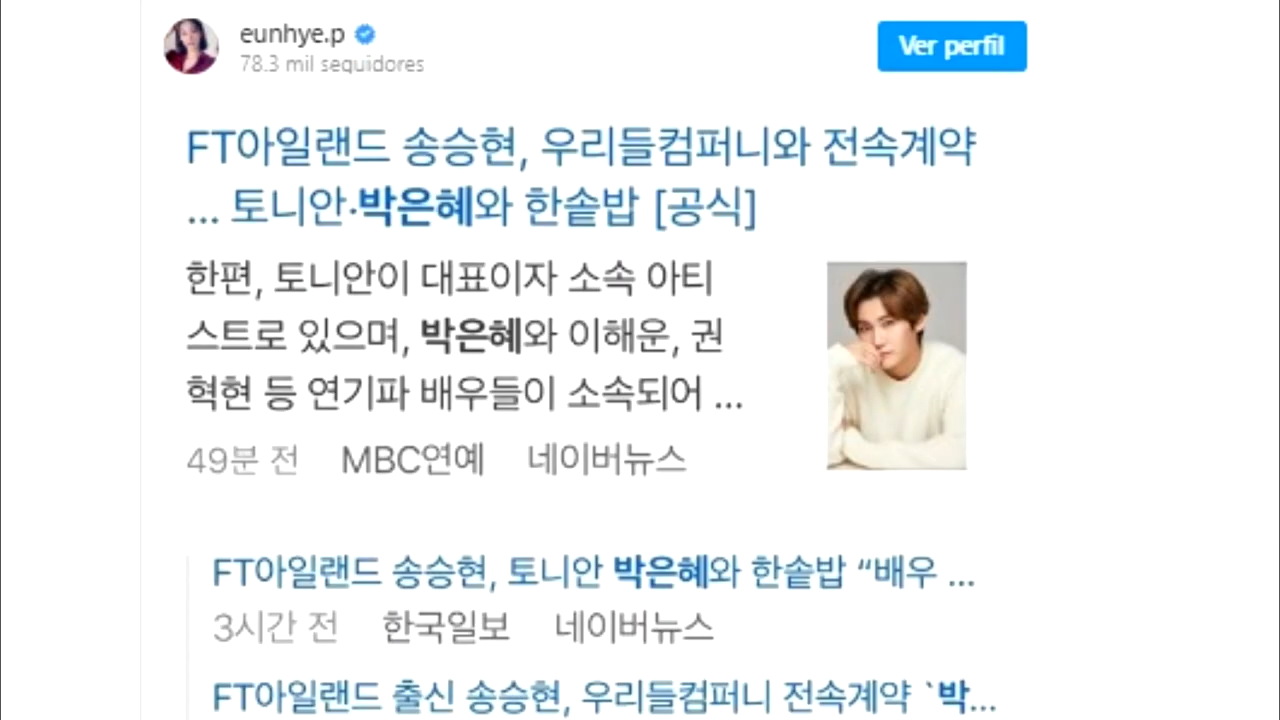 eunhye.p
78.3 mil seguidores
Ver perfil
FT아일랜드 송승현, 우리들컴퍼니와 전속계약
... 토니안·박은혜와 한솥밥 [공식]
한편, 토니안이 대표이자 소속 아티
스트로 있으며, 박은혜와 이해운, 권
혁현 등 연기파 배우들이 소속되어 ...
49분 전 MBC연예 네이버뉴스
FT아일랜드 송승현, 토니안 박은혜와 한솥밥 “배우 ...
3시간 전 한국일보 네이버뉴스
FT아일랜드 출신 송승현, 우리들컴퍼니 전속계약 `박...